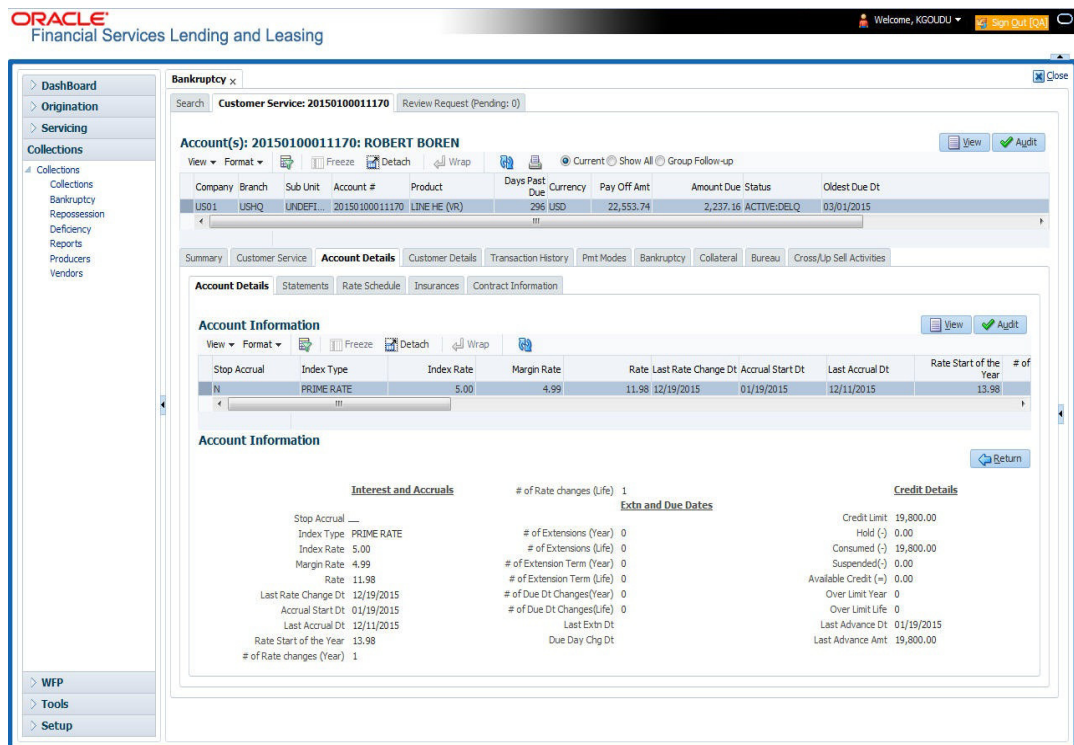 ORACLE
Financial Services Lending and Leasing
Welcome, KGOUDU
Sign Out [QA]
DashBoard
Origination
Servicing
Collections
Collections
Collections
Bankruptcy
Repossession
Deficiency
Reports
Producers
Vendors
WFP
Tools
Setup
Bankruptcy x
Close
Search Customer Service: 20150100011170 Review Request (Pending: 0)
Account(s): 20150100011170: ROBERT BOREN
View Audit
View Format Freeze Detach Wrap Current Show All Group Follow-up
Company Branch Sub Unit Account # Product Days Past Due Currency Pay Off Amt Amount Due Status Oldest Due Dt
US01 USHQ UNDEFI... 20150100011170 LINE HE (VR) 296 USD 22,553.74 2,237.16 ACTIVE:DELQ 03/01/2015
Summary Customer Service Account Details Customer Details Transaction History Pmt Modes Bankruptcy Collateral Bureau Cross/Up Sell Activities
Account Details Statements Rate Schedule Insurances Contract Information
Account Information
View Audit
View Format Freeze Detach Wrap
Stop Accrual Index Type Index Rate Margin Rate Rate Last Rate Change Dt Accrual Start Dt Last Accrual Dt Rate Start of the Year # of
N PRIME RATE 5.00 4.99 11.98 12/19/2015 01/19/2015 12/11/2015 13.98
Account Information
Return
Interest and Accruals
Stop Accrual
Index Type PRIME RATE
Index Rate 5.00
Margin Rate 4.99
Rate 11.98
Last Rate Change Dt 12/19/2015
Accrual Start Dt 01/19/2015
Last Accrual Dt 12/11/2015
Rate Start of the Year 13.98
# of Rate changes (Year) 1
# of Rate changes (Life) 1
Extn and Due Dates
# of Extensions (Year) 0
# of Extensions (Life) 0
# of Extension Term (Year) 0
# of Extension Term (Life) 0
# of Due Dt Changes(Year) 0
# of Due Dt Changes(Life) 0
Last Extn Dt
Due Day Chg Dt
Credit Details
Credit Limit 19,800.00
Hold (-) 0.00
Consumed (-) 19,800.00
Suspended(-) 0.00
Available Credit (=) 0.00
Over Limit Year 0
Over Limit Life 0
Last Advance Dt 01/19/2015
Last Advance Amt 19,800.00